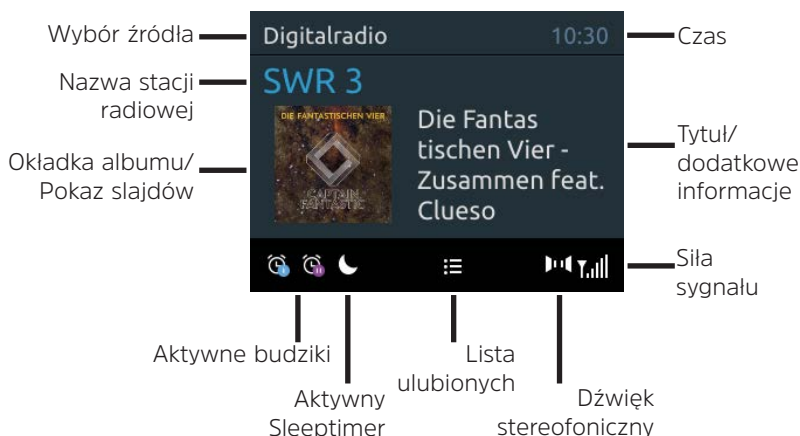 Wybór źródła
Digitalradio
10:30
Czas
Nazwa stacji
radiowej
SWR 3
Okładka albumu/
Pokaz slajdów
DIE FANTASTISCHEN VIER
CAPTAIN
FANTASTIC
Die Fantas
tischen Vier -
Zusammen feat.
Clueso
Tytuł/
dodatkowe
informacje
Siła
sygnału
Aktywne budziki
Aktywny
Sleeptimer
Lista
ulubionych
Dźwięk
stereofoniczny